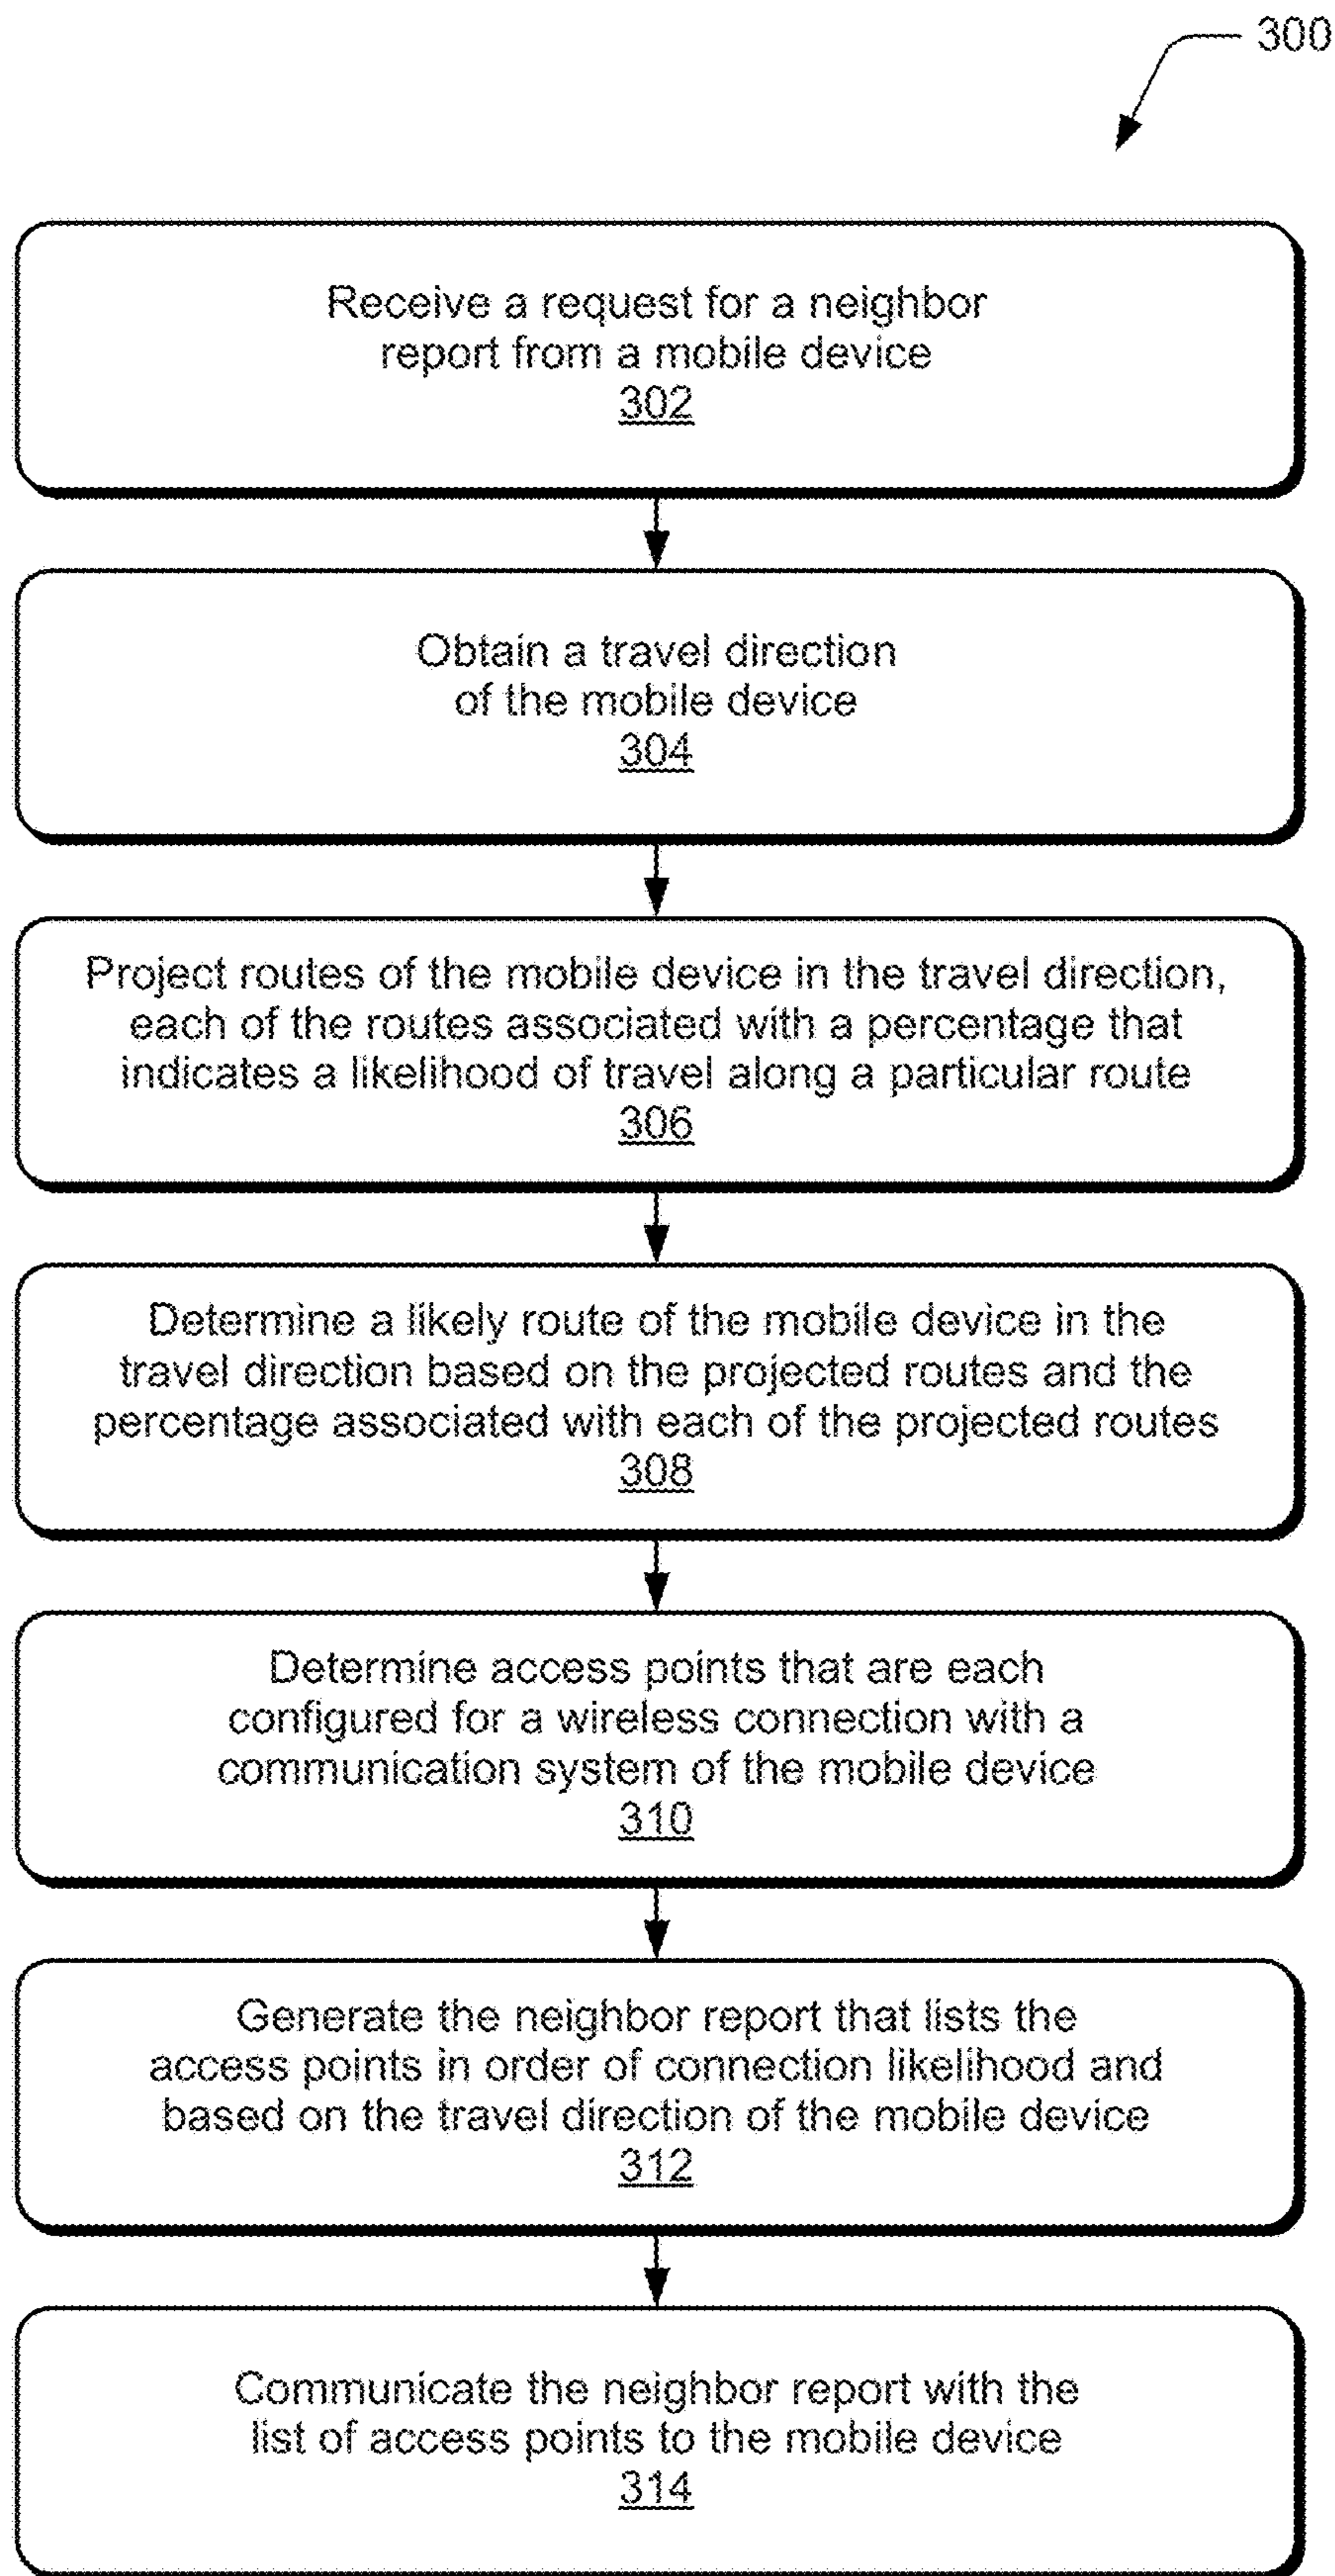 300
Receive a request for a neighbor
report from a mobile device
302
Obtain a travel direction
of the mobile device
304
Project routes of the mobile device in the travel direction,
each of the routes associated with a percentage that
indicates a likelihood of travel along a particular route
306
Determine a likely route of the mobile device in the
travel direction based on the projected routes and the
percentage associated with each of the projected routes
308
Determine access points that are each
configured for a wireless connection with a
communication system of the mobile device
310
Generate the neighbor report that lists the
access points in order of connection likelihood and
based on the travel direction of the mobile device
312
Communicate the neighbor report with the
list of access points to the mobile device
314